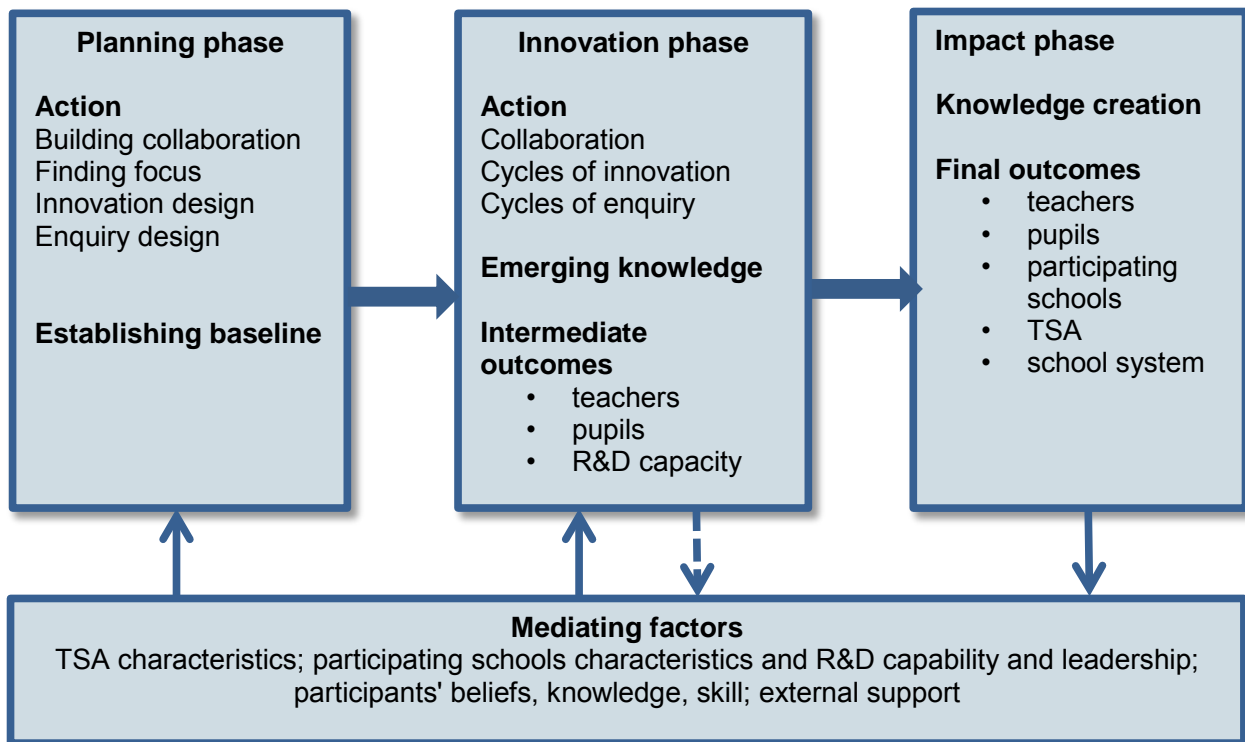 Planning phase
Action
Building collaboration
Finding focus
Innovation design
Enquiry design
Establishing baseline
Innovation phase
Action
Collaboration
Cycles of innovation
Cycles of enquiry
Emerging knowledge
Intermediate
outcomes
• teachers
• pupils
• R&D capacity
Impact phase
Knowledge creation
Final outcomes
• teachers
• pupils
• participating
schools
• TSA
• school system
Mediating factors
TSA characteristics; participating schools characteristics and R&D capability and leadership;
participants' beliefs, knowledge, skill; external support